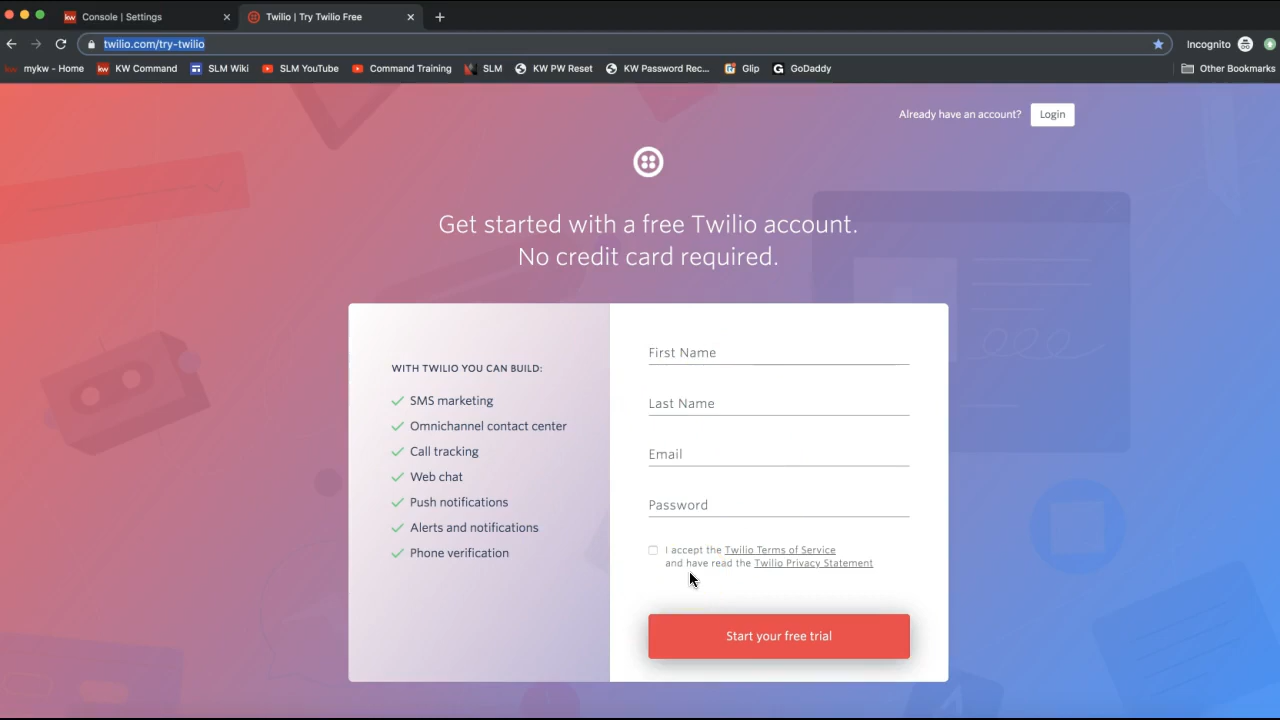 Console | Settings
Twilio | Try Twilio Free
twilio.com/try-twilio
Incognito
mykw - Home
KW Command
SLM Wiki
SLM YouTube
Command Training
SLM
KW PW Reset
KW Password Rec...
Glip
GoDaddy
Other Bookmarks
Already have an account?
Login
Get started with a free Twilio account.
No credit card required.
WITH TWILIO YOU CAN BUILD:
SMS marketing
Omnichannel contact center
Call tracking
Web chat
Push notifications
Alerts and notifications
Phone verification
First Name
Last Name
Email
Password
I accept the Twilio Terms of Service
and have read the Twilio Privacy Statement
Start your free trial